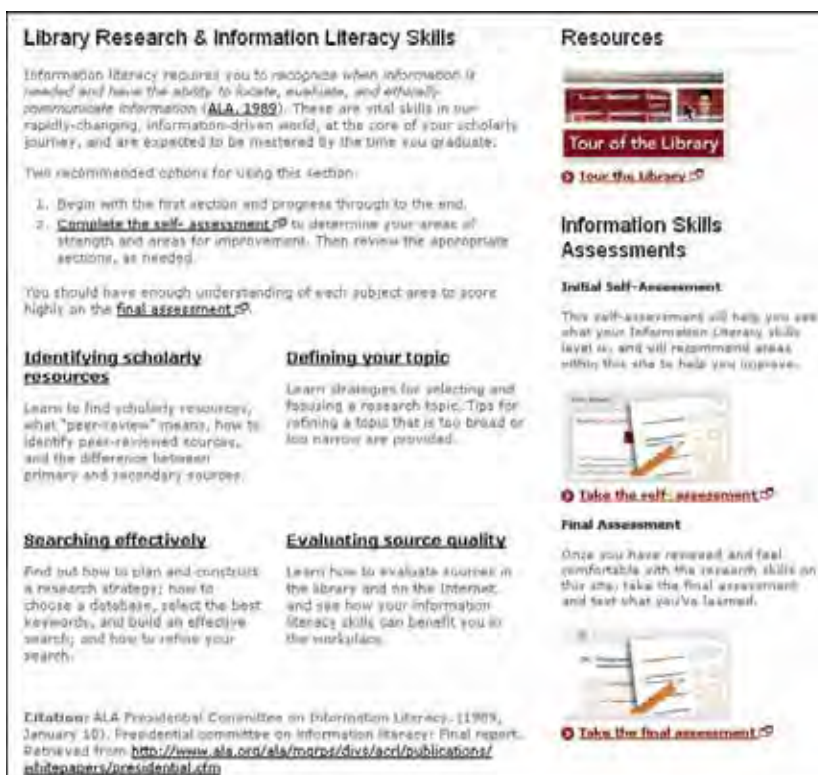 Library Research & Information Literacy Skills
Information literacy requires you to recognize when information is
needed and have the ability to locate, evaluate, and ethically
communicate information (ALA, 1989). These are vital skills in our
rapidly-changing, information-driven world, at the core of your scholarly
journey, and are expected to be mastered by the time you graduate.
Two recommended options for using this section:
1. Begin with the first section and progress through to the end.
2. Complete the self- assessment to determine your areas of
strength and areas for improvement. Then review the appropriate
sections, as needed.
You should have enough understanding of each subject area to score
highly on the final assessment.
Identifying scholarly
resources
Learn to find scholarly resources,
what "peer-review" means, how to
identify peer-reviewed sources,
and the difference between
primary and secondary sources.
Defining your topic
Learn strategies for selecting and
focusing a research topic. Tips for
refining a topic that is too broad or
too narrow are provided.
Searching effectively
Find out how to plan and construct
a research strategy; how to
choose a database, select the best
keywords, and build an effective
search; and how to refine your
search.
Evaluating source quality
Learn how to evaluate sources in
the library and on the Internet,
and see how your information
literacy skills can benefit you in
the workplace.
Citation: ALA Presidential Committee on Information Literacy. (1989,
January 10). Presidential committee on information literacy: Final report.
Retrieved from http://www.ala.org/ala/mgrps/divs/acrl/publications/
whitepapers/presidential.cfm
Resources
Tour of the Library
Tour the Library
Information Skills
Assessments
Initial Self-Assessment
This self-assessment will help you see
what your Information Literacy skills
level is, and will recommend areas
within this site to help you improve.
Take the self- assessment
Final Assessment
Once you have reviewed and feel
comfortable with the research skills on
this site, take the final assessment
and test what you've learned.
Take the final assessment